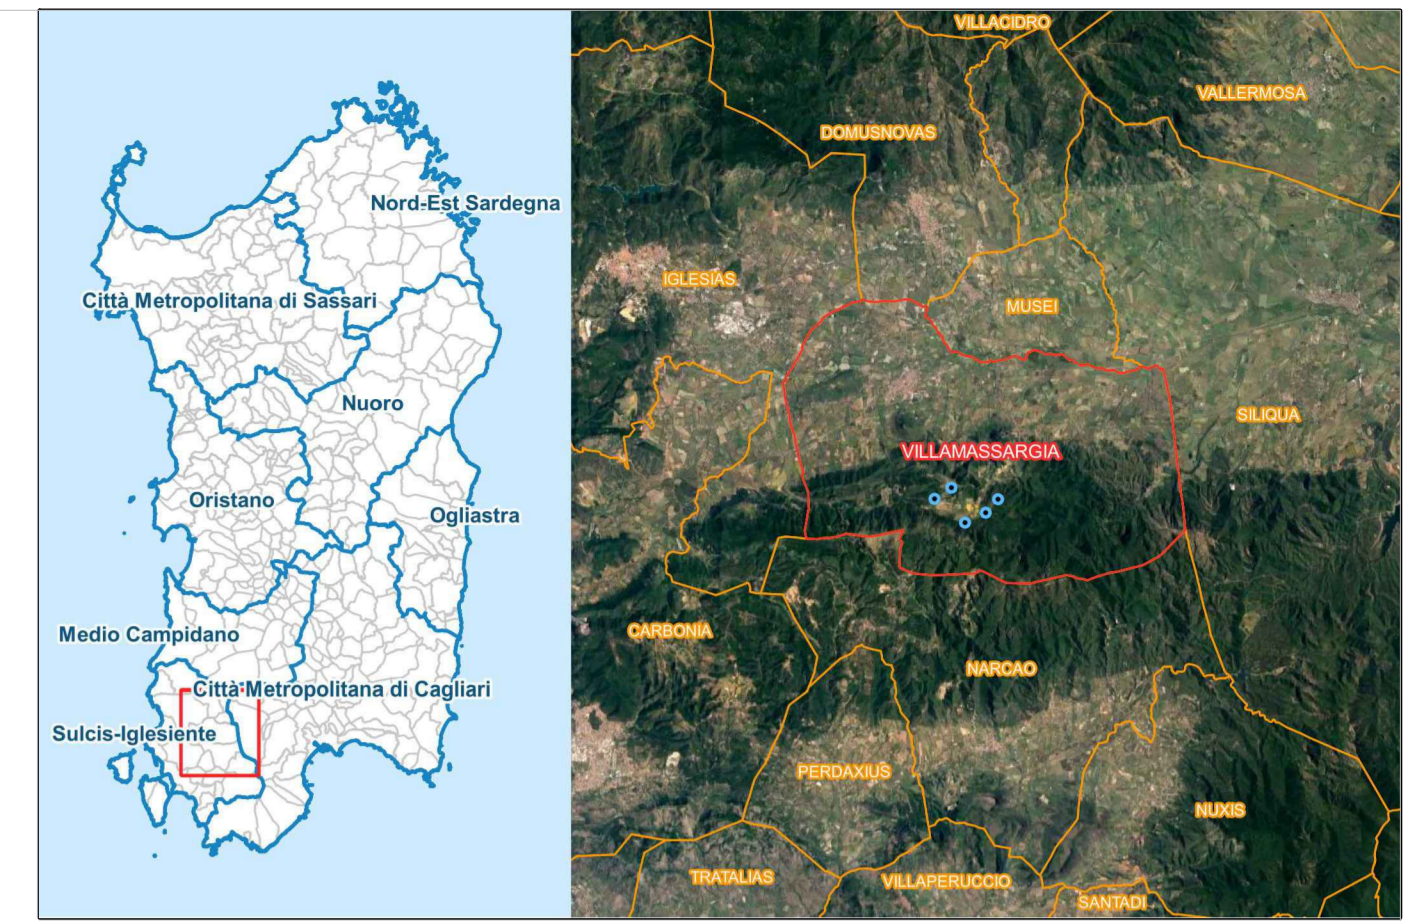 Nord-Est Sardegna
Città Metropolitana di Sassari
Nuoro
Oristano
Ogliastra
Medio Campidano
Città Metropolitana di Cagliari
Sulcis-Iglesiente
VILLACIDRO
VALLERMOSA
DOMUSNOVAS
IGLESIAS
MUSEI
SILIQUA
VILLAMASSARGIA
CARBONIA
NARCAO
PERDAXIUS
NUXIS
TRATALIAS
VILLAPERUCCIO
SANTADI